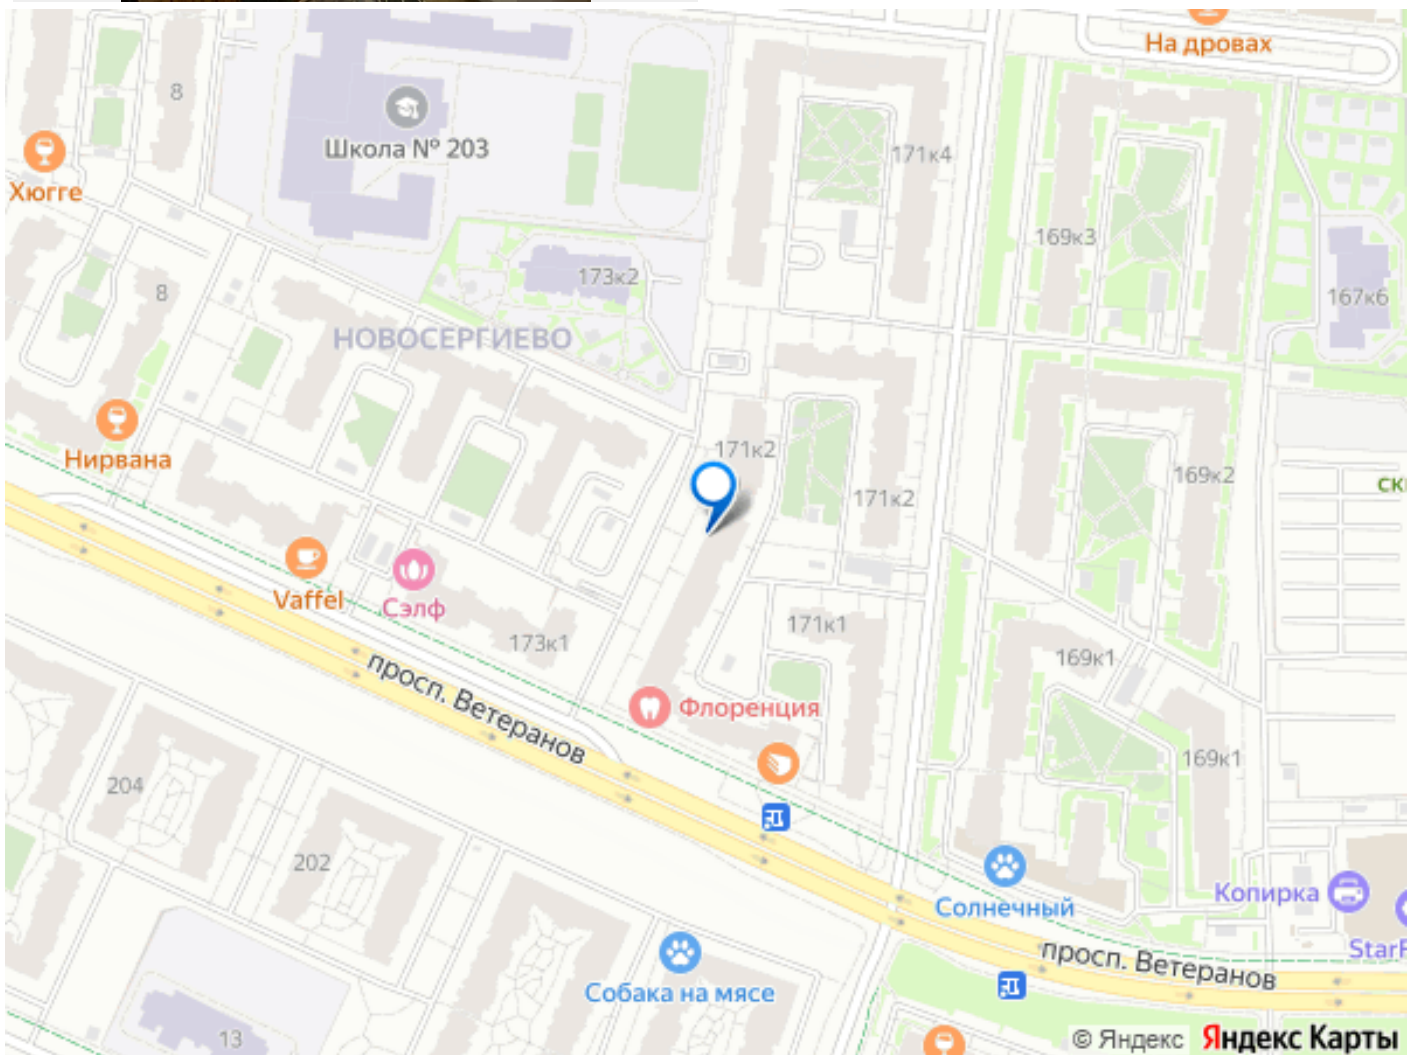 На дровах
8
Школа № 203
171к4
Хюгге
169к3
173к2
8
167к6
НОВОСЕРГИЕВО
171к2
Нирвана
169к2
ск
171к2
Vaffel
Сэлф
171к1
173к1
169к1
просп. Ветеранов
Флоренция
169к1
204
202
Солнечный
Копирка
просп. Ветеранов
StarF
Собака на мясе
13
© Яндекс Яндекс Карты